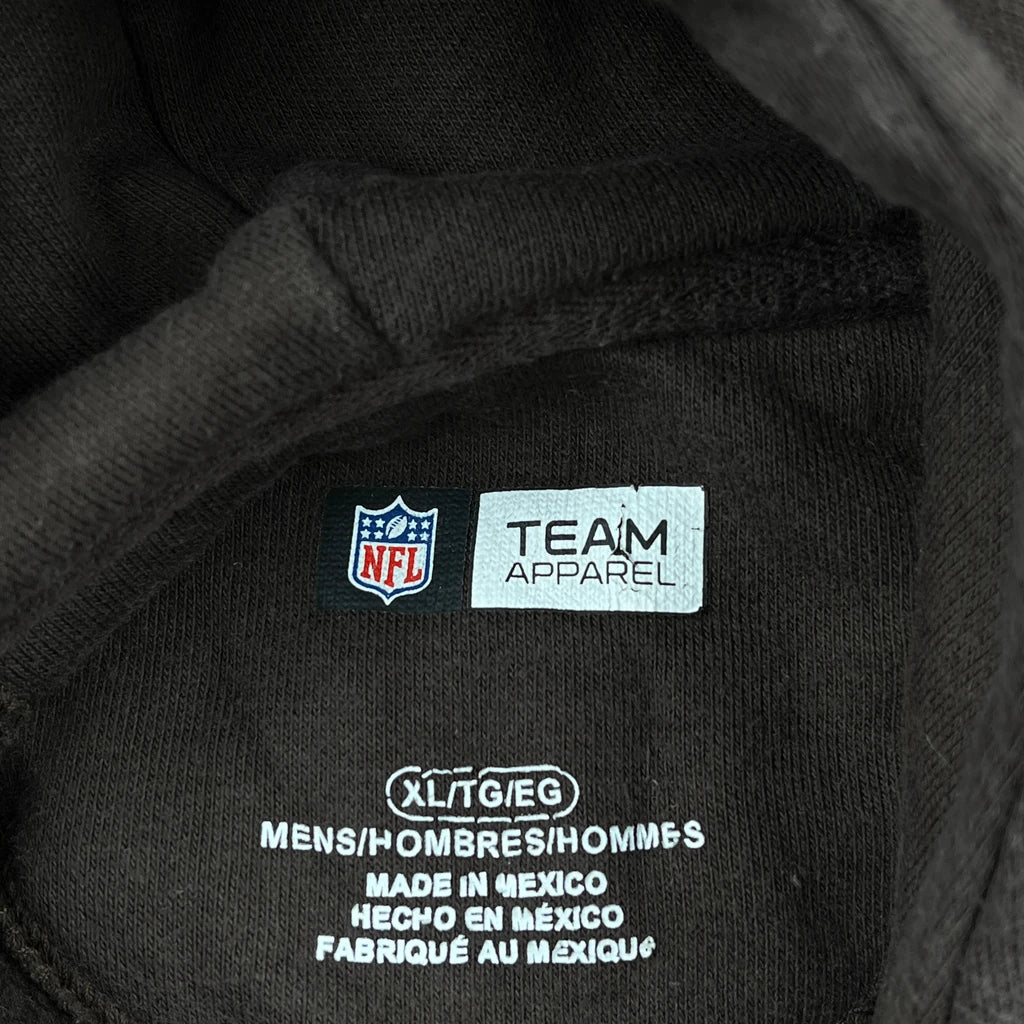 NFL
TEAM
APPAREL
XL/TG/EG
MENS/HOMBRES/HOMMES
MADE IN MEXICO
HECHO EN MÉXICO
FABRIQUÉ AU MEXIQUE